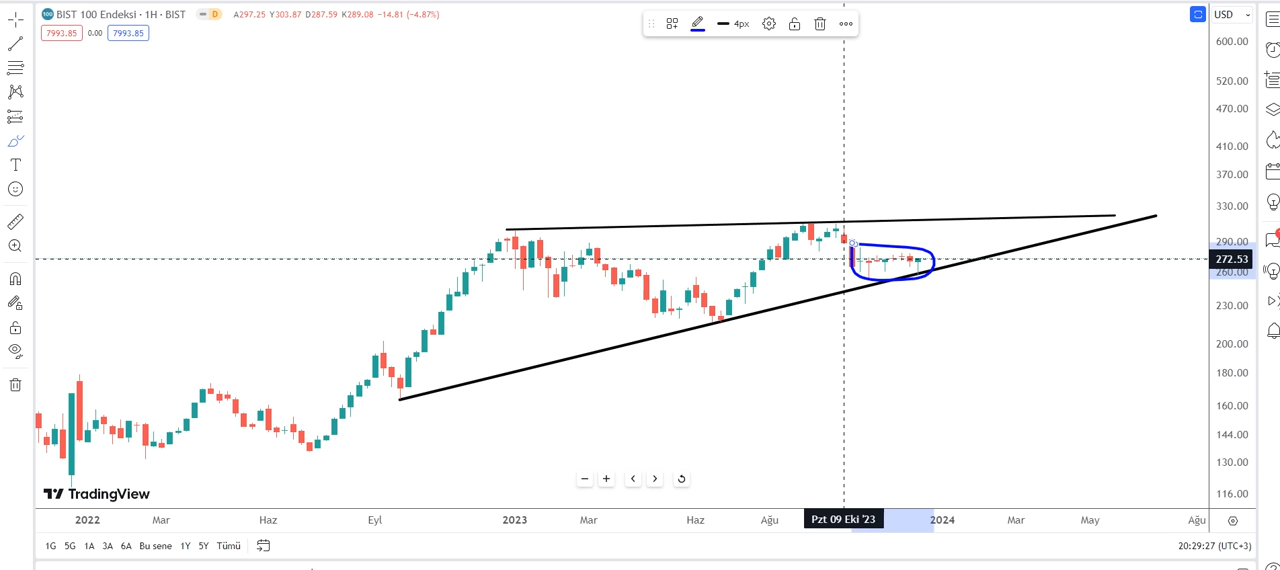 100 BIST 100 Endeksi · 1H · BIST D A297.25 Y303.87 D287.59 K289.08 −14.81 (−4.87%)
7993.85 0.00 7993.85
4px
USD
600.00
520.00
470.00
410.00
370.00
330.00
290.00
272.53
260.00
230.00
200.00
180.00
160.00
144.00
130.00
116.00
TradingView
2022 Mar Haz Eyl 2023 Mar Haz Ağu Pzt 09 Eki '23 2024 Mar May Ağu
1G 5G 1A 3A 6A Bu sene 1Y 5Y Tümü 20:29:27 (UTC+3)